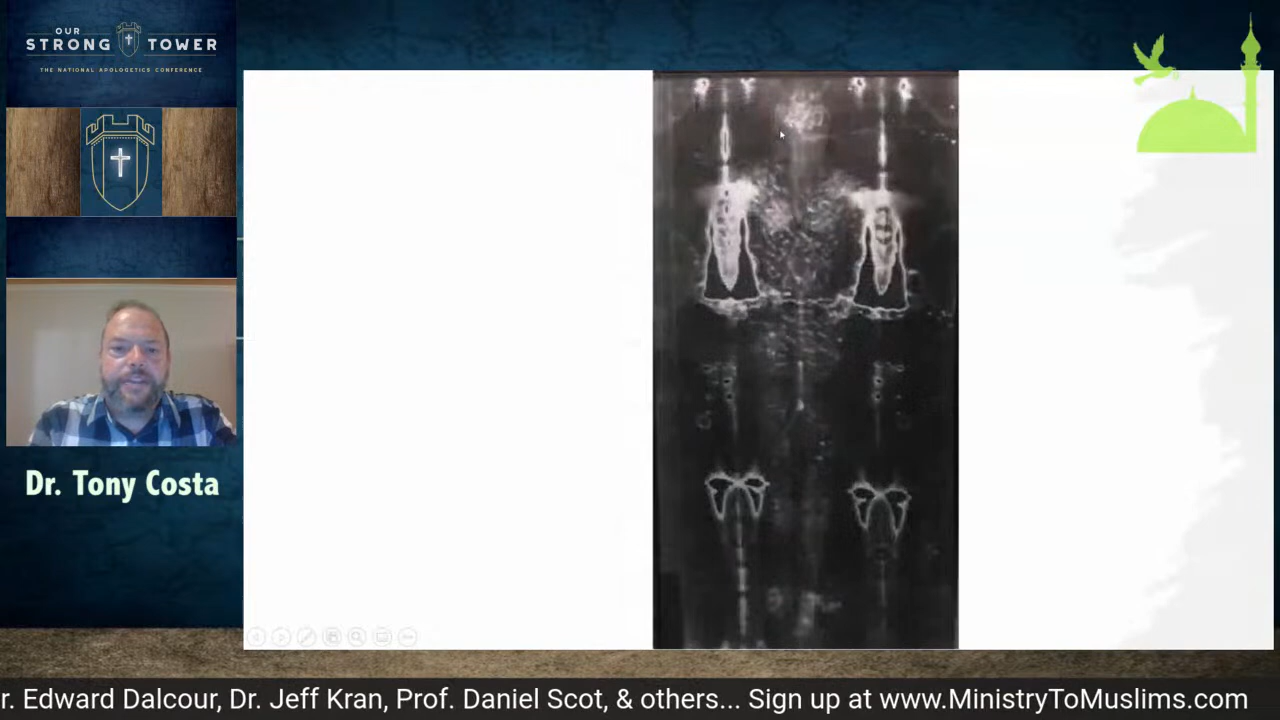 OUR
STRONG TOWER
THE NATIONAL APOLOGETICS CONFERENCE
Dr. Tony Costa
r. Edward Dalcour, Dr. Jeff Kran, Prof. Daniel Scot, & others... Sign up at www.MinistryToMuslims.com